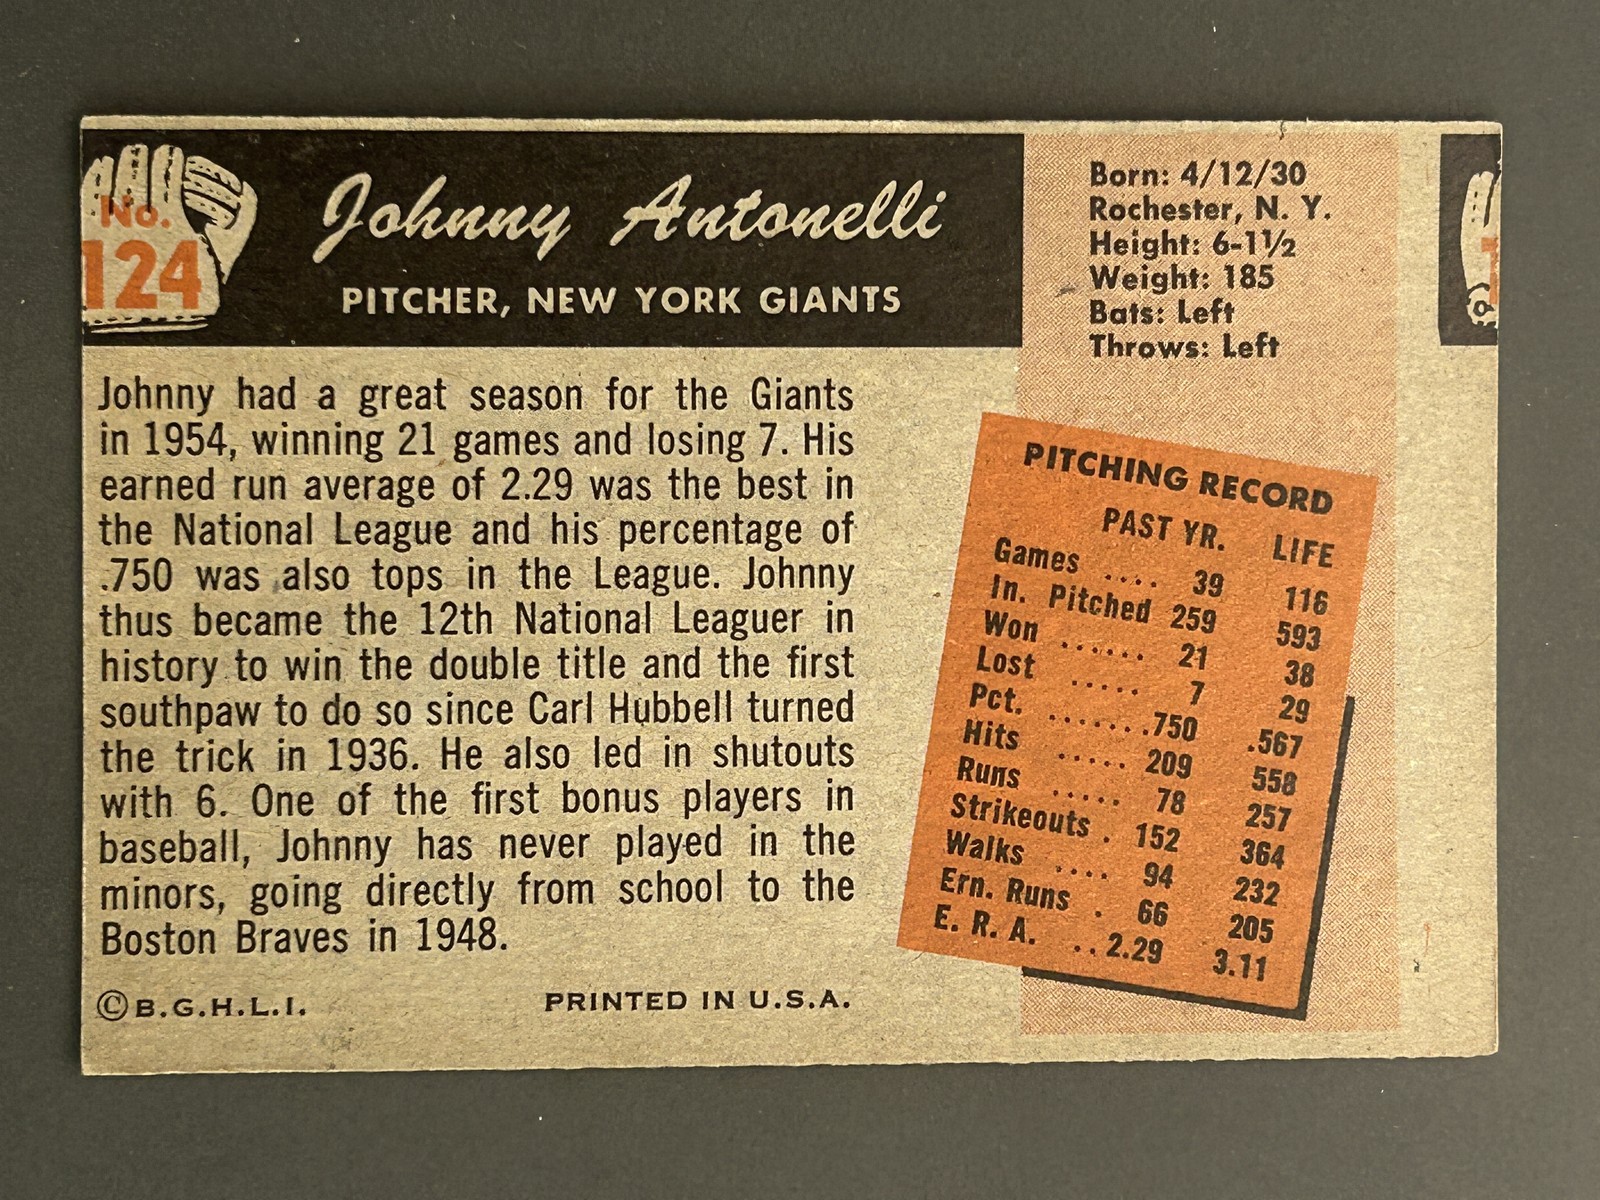 No.
124
Johnny Antonelli
PITCHER, NEW YORK GIANTS
Born: 4/12/30
Rochester, N. Y.
Height: 6-1½
Weight: 185
Bats: Left
Throws: Left
Johnny had a great season for the Giants
in 1954, winning 21 games and losing 7. His
earned run average of 2.29 was the best in
the National League and his percentage of
.750 was also tops in the League. Johnny
thus became the 12th National Leaguer in
history to win the double title and the first
southpaw to do so since Carl Hubbell turned
the trick in 1936. He also led in shutouts
with 6. One of the first bonus players in
baseball, Johnny has never played in the
minors, going directly from school to the
Boston Braves in 1948.
© B.G.H.L.I. PRINTED IN U.S.A.
PITCHING RECORD
PAST YR. LIFE
Games .... 39 116
In. Pitched 259 593
Won ...... 21 38
Lost ..... 7 29
Pct. .......750 .567
Hits ..... 209 558
Runs ..... 78 257
Strikeouts . 152 364
Walks .... 94 232
Ern. Runs . 66 205
E. R. A. ..2.29 3.11